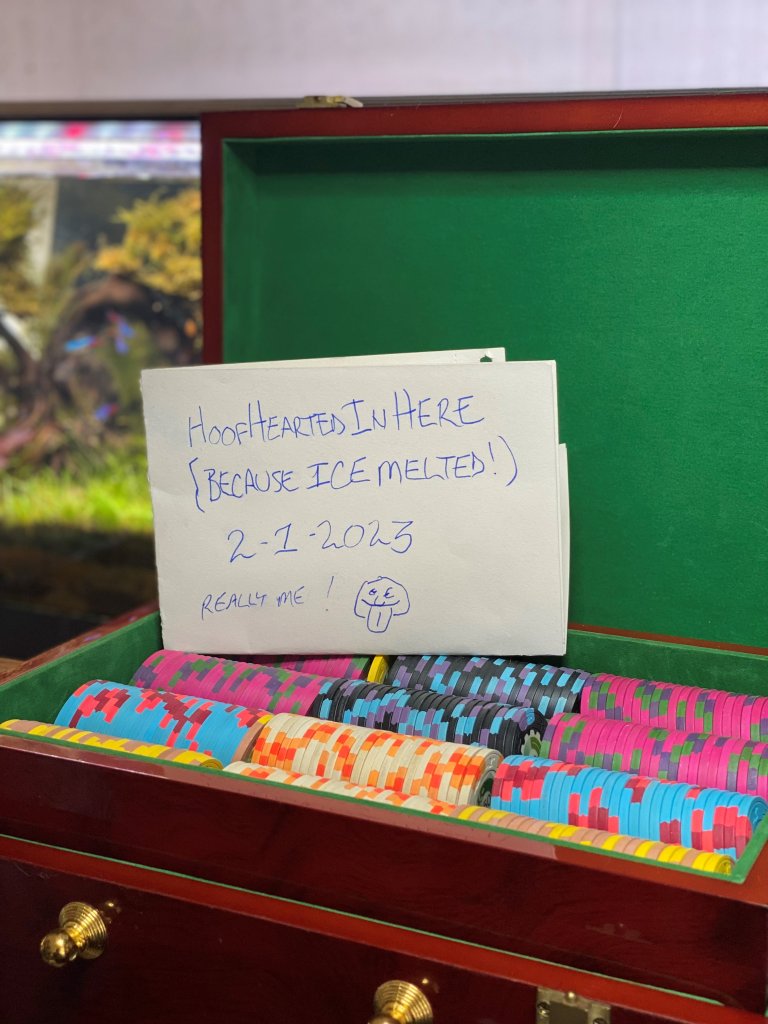 HOOFHEARTEDINHERE
(BECAUSE ICE MELTED!)
2-1-2023
REALLY ME !